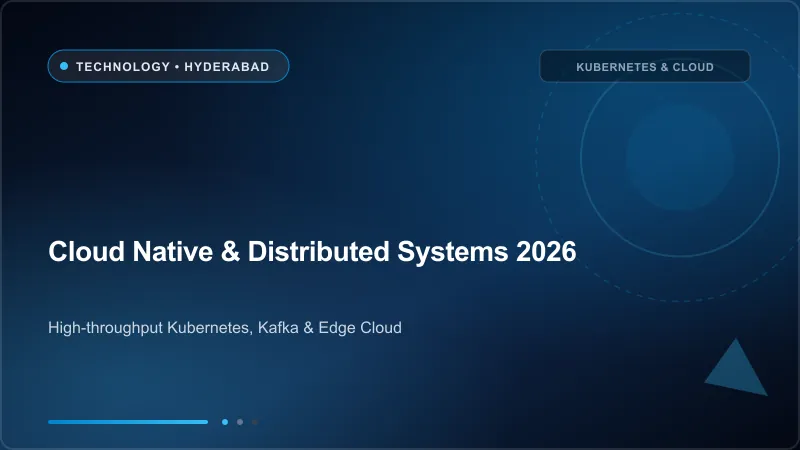 TECHNOLOGY • HYDERABAD
KUBERNETES & CLOUD
Cloud Native & Distributed Systems 2026
High-throughput Kubernetes, Kafka & Edge Cloud